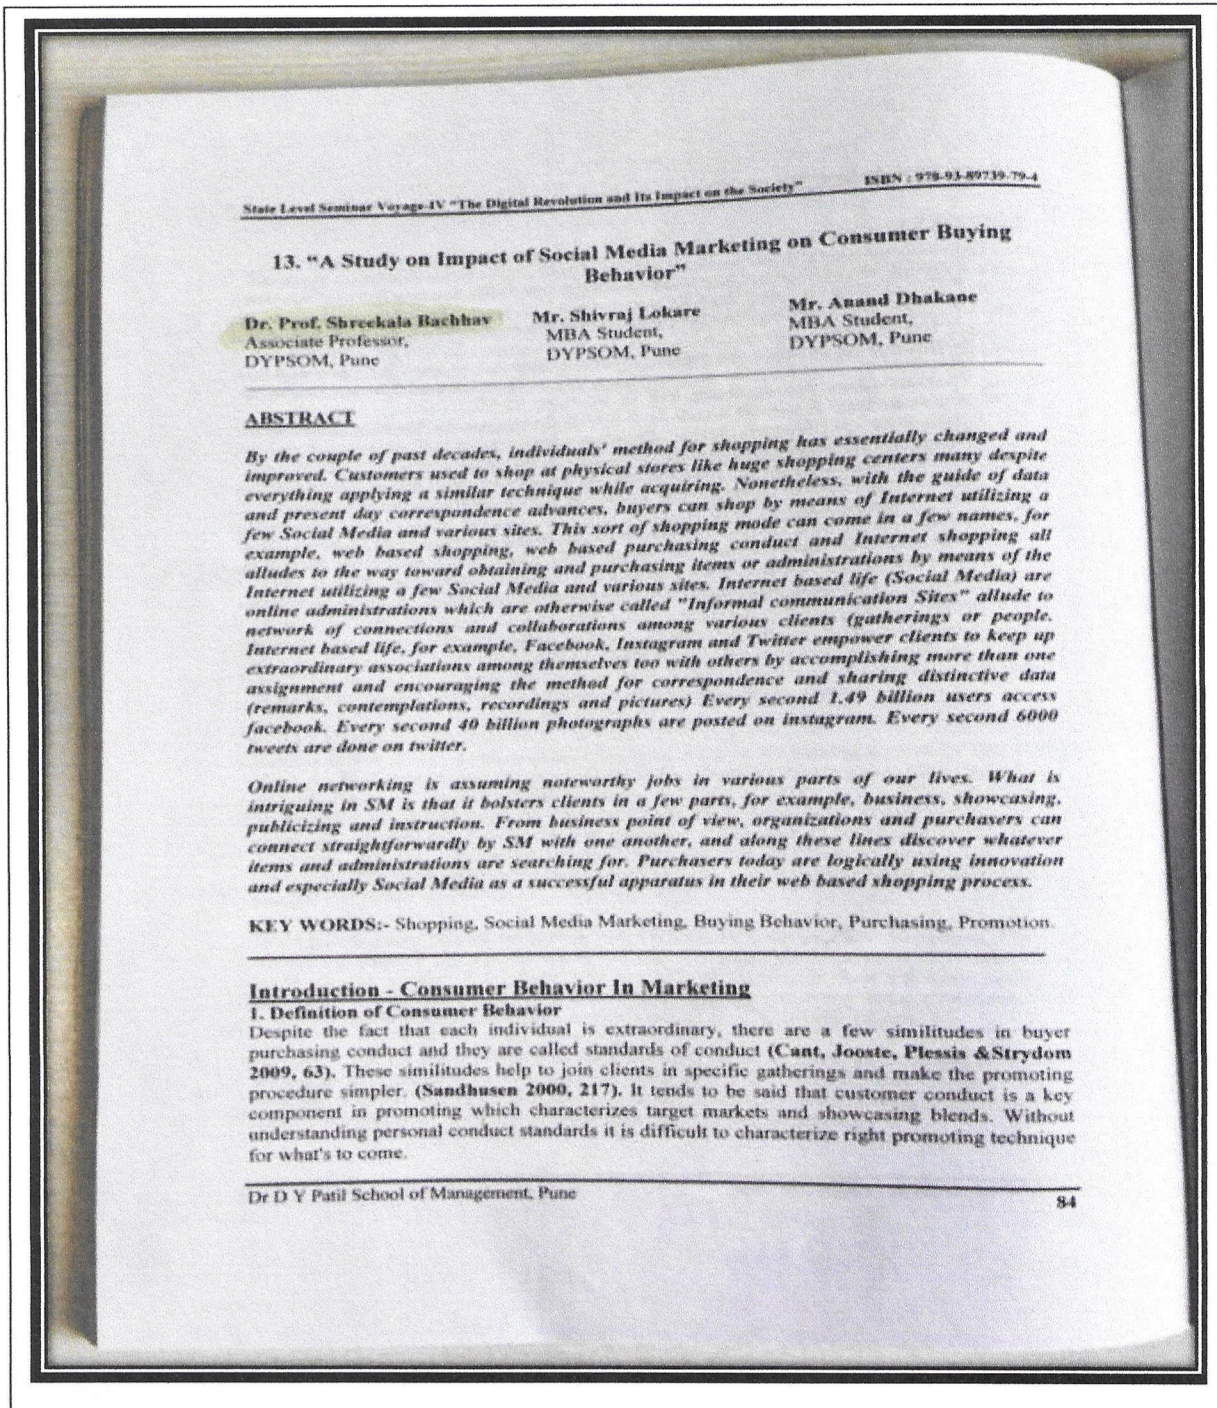 State Level Seminar Voyage-IV "The Digital Revolution and Its Impact on the Society" ISBN : 978-93-89739-79-4
13. “A Study on Impact of Social Media Marketing on Consumer Buying
Behavior”
Dr. Prof. Shreekala Bachhav Mr. Shivraj Lokare Mr. Anand Dhakane
Associate Professor, MBA Student, MBA Student,
DYPSOM, Pune DYPSOM, Pune DYPSOM, Pune
ABSTRACT
By the couple of past decades, individuals' method for shopping has essentially changed and
improved. Customers used to shop at physical stores like huge shopping centers many despite
everything applying a similar technique while acquiring. Nonetheless, with the guide of data
and present day correspondence advances, buyers can shop by means of Internet utilizing a
few Social Media and various sites. This sort of shopping mode can come in a few names, for
example, web based shopping, web based purchasing conduct and Internet shopping all
alludes to the way toward obtaining and purchasing items or administrations by means of the
Internet utilizing a few Social Media and various sites. Internet based life (Social Media) are
online administrations which are otherwise called "Informal communication Sites" allude to
network of connections and collaborations among various clients (gatherings or people.
Internet based life, for example, Facebook, Instagram and Twitter empower clients to keep up
extraordinary associations among themselves too with others by accomplishing more than one
assignment and encouraging the method for correspondence and sharing distinctive data
(remarks, contemplations, recordings and pictures) Every second 1.49 billion users access
facebook. Every second 40 billion photographs are posted on instagram. Every second 6000
tweets are done on twitter.
Online networking is assuming noteworthy jobs in various parts of our lives. What is
intriguing in SM is that it bolsters clients in a few parts, for example, business, showcasing,
publicizing and instruction. From business point of view, organizations and purchasers can
connect straightforwardly by SM with one another, and along these lines discover whatever
items and administrations are searching for. Purchasers today are logically using innovation
and especially Social Media as a successful apparatus in their web based shopping process.
KEY WORDS:- Shopping, Social Media Marketing, Buying Behavior, Purchasing, Promotion.
Introduction - Consumer Behavior In Marketing
1. Definition of Consumer Behavior
Despite the fact that each individual is extraordinary, there are a few similitudes in buyer
purchasing conduct and they are called standards of conduct (Cant, Jooste, Plessis &Strydom
2009, 63). These similitudes help to join clients in specific gatherings and make the promoting
procedure simpler. (Sandhusen 2000, 217). It tends to be said that customer conduct is a key
component in promoting which characterizes target markets and showcasing blends. Without
understanding personal conduct standards it is difficult to characterize right promoting technique
for what's to come.
Dr D Y Patil School of Management, Pune
84